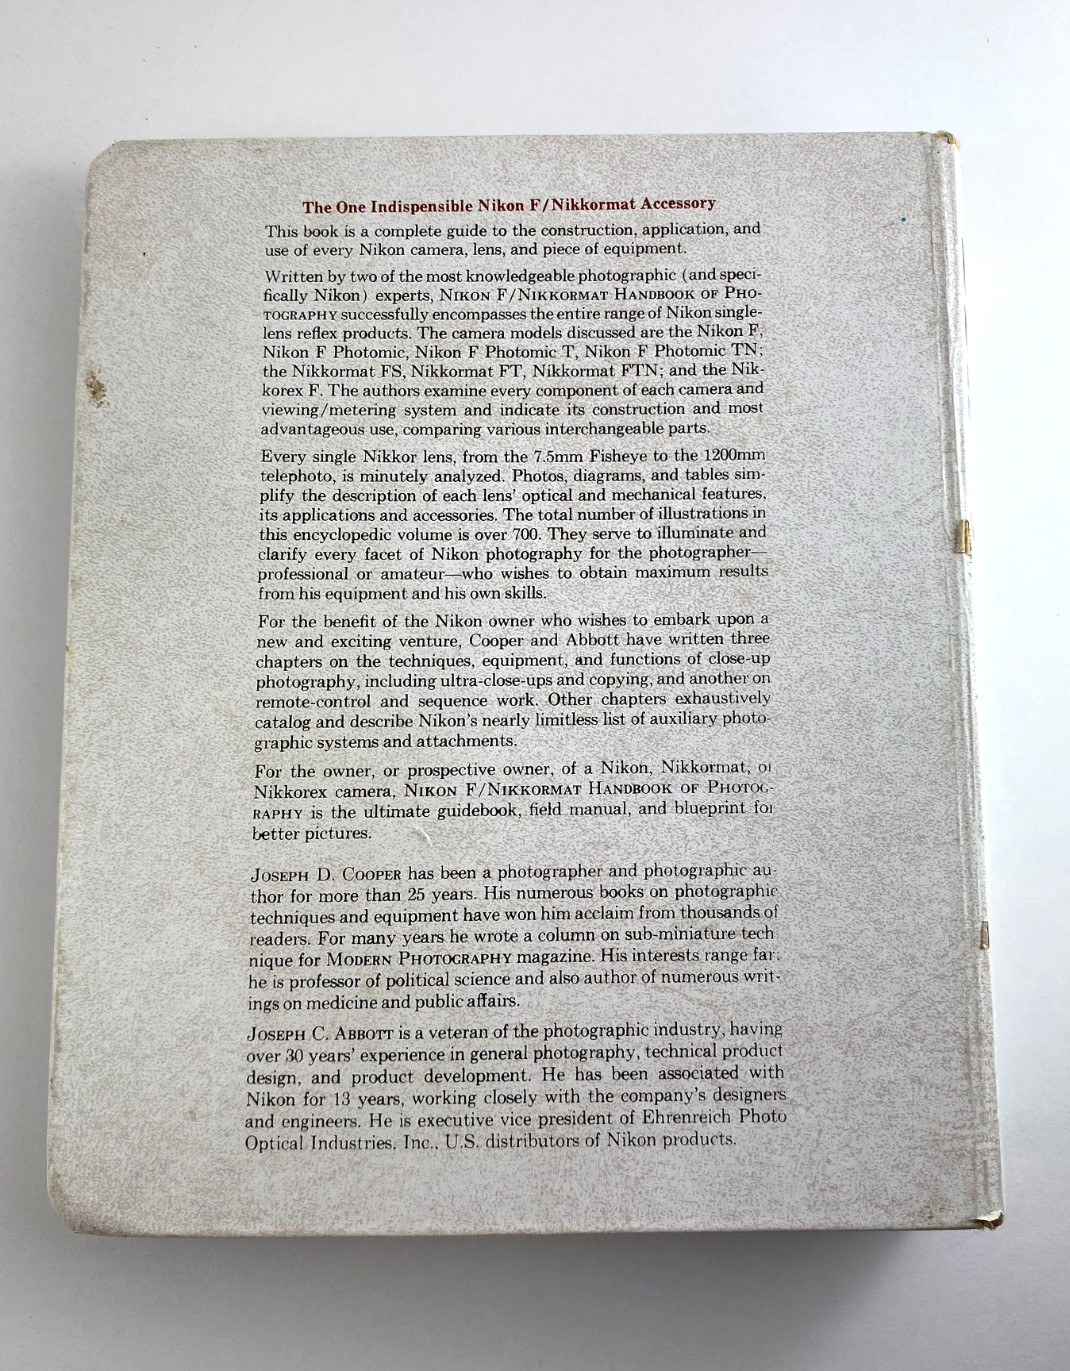 The One Indispensible Nikon F/Nikkormat Accessory
This book is a complete guide to the construction, application, and
use of every Nikon camera, lens, and piece of equipment.
Written by two of the most knowledgeable photographic (and speci-
fically Nikon) experts, NIKON F/NIKKORMAT HANDBOOK OF PHO-
TOGRAPHY successfully encompasses the entire range of Nikon single-
lens reflex products. The camera models discussed are the Nikon F,
Nikon F Photomic, Nikon F Photomic T, Nikon F Photomic TN;
the Nikkormat FS, Nikkormat FT, Nikkormat FTN; and the Nik-
korex F. The authors examine every component of each camera and
viewing/metering system and indicate its construction and most
advantageous use, comparing various interchangeable parts.
Every single Nikkor lens, from the 7.5mm Fisheye to the 1200mm
telephoto, is minutely analyzed. Photos, diagrams, and tables sim-
plify the description of each lens' optical and mechanical features,
its applications and accessories. The total number of illustrations in
this encyclopedic volume is over 700. They serve to illuminate and
clarify every facet of Nikon photography for the photographer—
professional or amateur—who wishes to obtain maximum results
from his equipment and his own skills.
For the benefit of the Nikon owner who wishes to embark upon a
new and exciting venture, Cooper and Abbott have written three
chapters on the techniques, equipment, and functions of close-up
photography, including ultra-close-ups and copying, and another on
remote-control and sequence work. Other chapters exhaustively
catalog and describe Nikon's nearly limitless list of auxiliary photo-
graphic systems and attachments.
For the owner, or prospective owner, of a Nikon, Nikkormat, or
Nikkorex camera, NIKON F/NIKKORMAT HANDBOOK OF PHOTOG-
RAPHY is the ultimate guidebook, field manual, and blueprint for
better pictures.
JOSEPH D. COOPER has been a photographer and photographic au-
thor for more than 25 years. His numerous books on photographic
techniques and equipment have won him acclaim from thousands of
readers. For many years he wrote a column on sub-miniature tech
nique for MODERN PHOTOGRAPHY magazine. His interests range far:
he is professor of political science and also author of numerous writ-
ings on medicine and public affairs.
JOSEPH C. ABBOTT is a veteran of the photographic industry, having
over 30 years' experience in general photography, technical product
design, and product development. He has been associated with
Nikon for 13 years, working closely with the company's designers
and engineers. He is executive vice president of Ehrenreich Photo
Optical Industries, Inc., U.S. distributors of Nikon products.